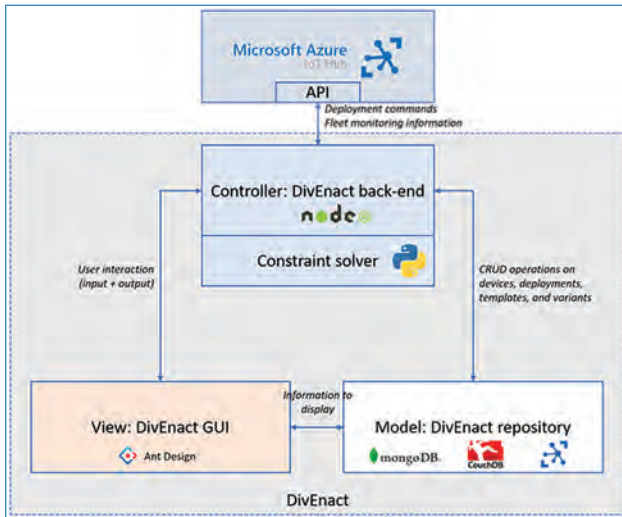 Microsoft Azure
IoT Hub
API
Deployment commands
Fleet monitoring information
Controller: DivEnact back-end
node
Constraint solver
User interaction
(input + output)
CRUD operations on
devices, deployments,
templates, and variants
Information to
display
View: DivEnact GUI
Ant Design
Model: DivEnact repository
mongoDB.
CouchDB
DivEnact